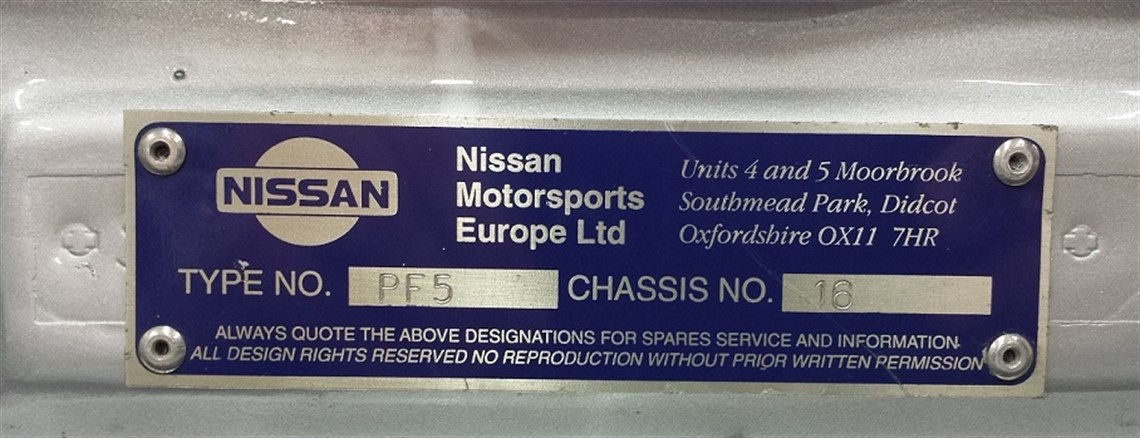 NISSAN
Nissan
Motorsports
Europe Ltd
Units 4 and 5 Moorbrook
Southmead Park, Didcot
Oxfordshire OX11 7HR
TYPE NO. PF5 CHASSIS NO. 16
ALWAYS QUOTE THE ABOVE DESIGNATIONS FOR SPARES SERVICE AND INFORMATION
ALL DESIGN RIGHTS RESERVED NO REPRODUCTION WITHOUT PRIOR WRITTEN PERMISSION